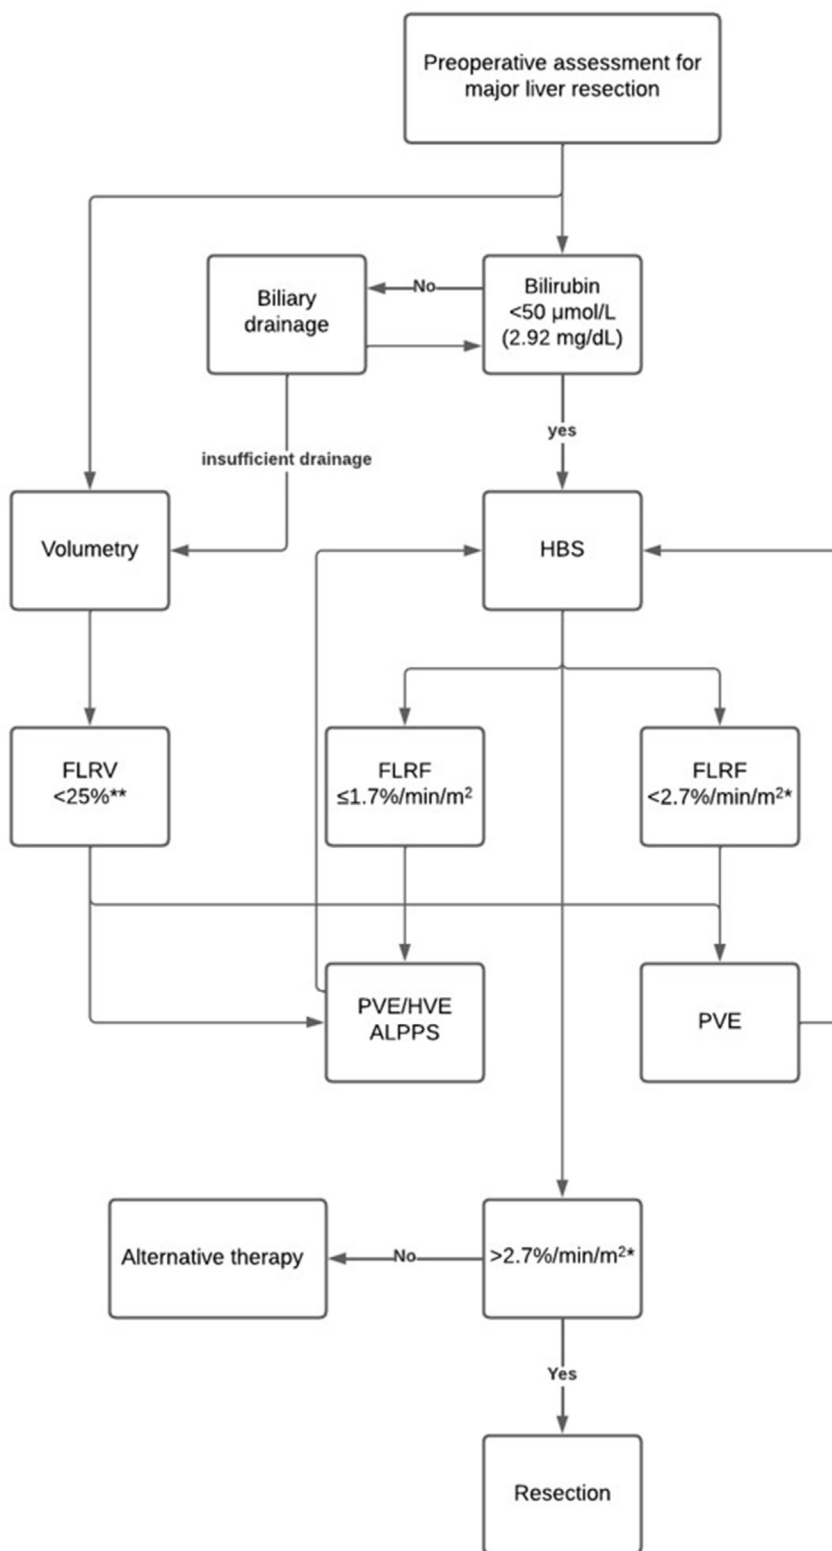 Preoperative assessment for
major liver resection
Biliary
drainage
No
Bilirubin
<50 µmol/L
(2.92 mg/dL)
yes
insufficient drainage
Volumetry
HBS
FLRV
<25%**
FLRF
≤1.7%/min/m²
FLRF
<2.7%/min/m²*
PVE/HVE
ALPPS
PVE
Alternative therapy
No
>2.7%/min/m²*
Yes
Resection